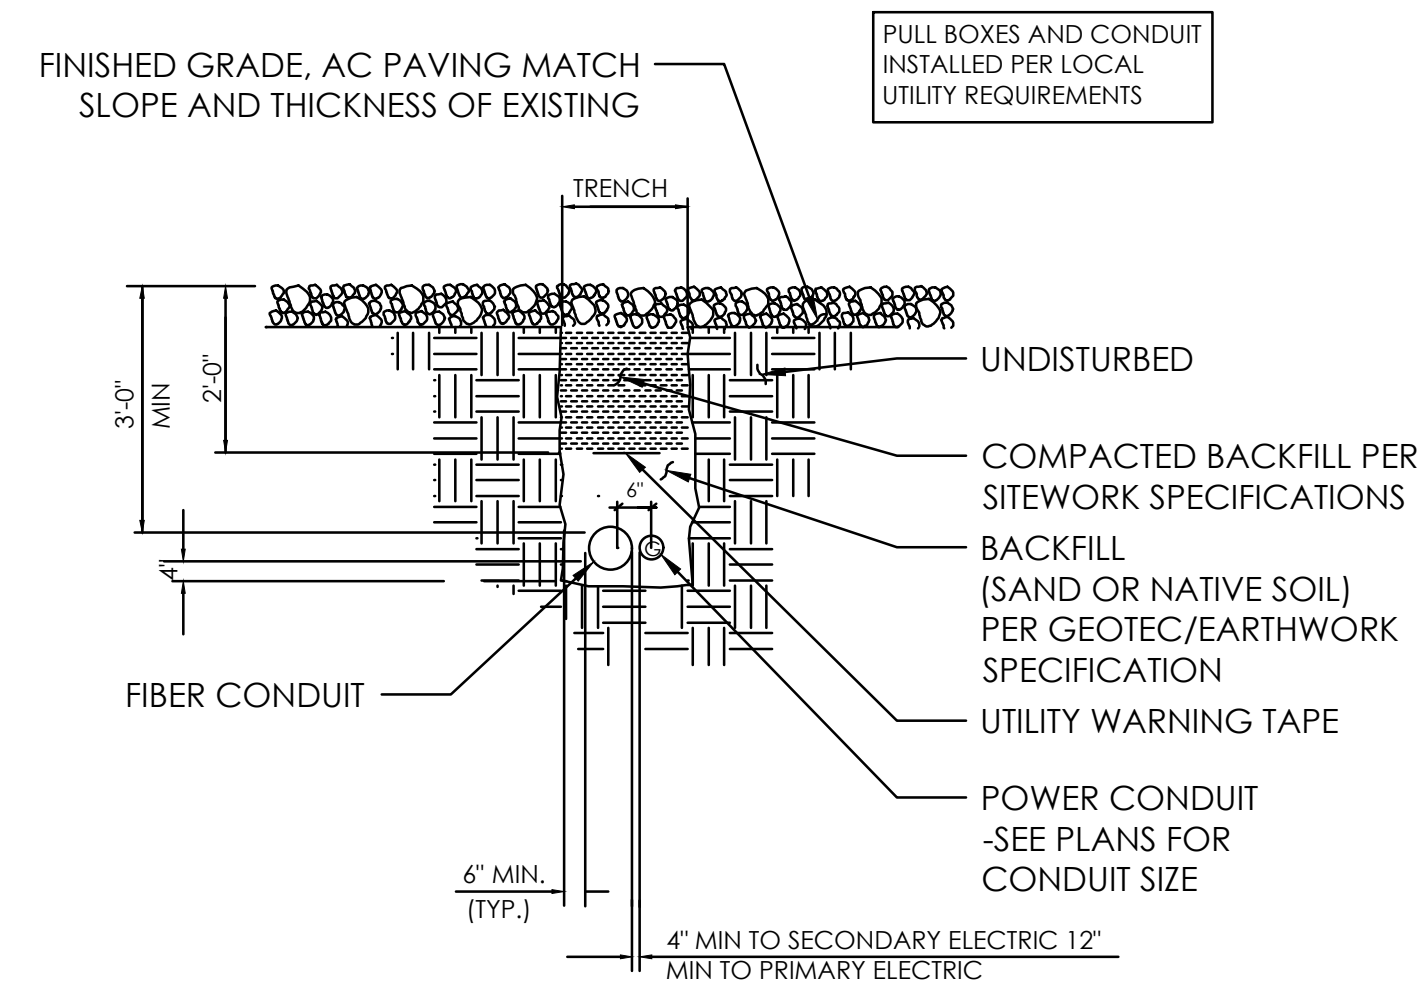 PULL BOXES AND CONDUIT
INSTALLED PER LOCAL
UTILITY REQUIREMENTS
FINISHED GRADE, AC PAVING MATCH
SLOPE AND THICKNESS OF EXISTING
TRENCH
3'-0"
MIN
2'-0"
UNDISTURBED
COMPACTED BACKFILL PER
SITEWORK SPECIFICATIONS
6"
BACKFILL
(SAND OR NATIVE SOIL)
PER GEOTEC/EARTHWORK
SPECIFICATION
G
4"
FIBER CONDUIT
UTILITY WARNING TAPE
POWER CONDUIT
-SEE PLANS FOR
CONDUIT SIZE
6" MIN.
(TYP.)
4" MIN TO SECONDARY ELECTRIC 12"
MIN TO PRIMARY ELECTRIC